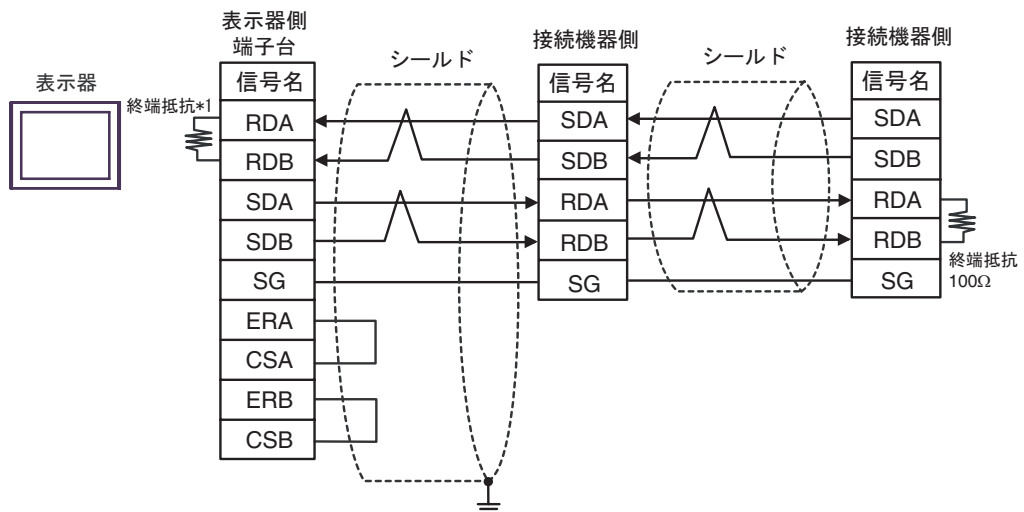 表示器
終端抵抗*1
表示器側
端子台
信号名
RDA
RDB
SDA
SDB
SG
ERA
CSA
ERB
CSB
シールド
接続機器側
信号名
SDA
SDB
RDA
RDB
SG
シールド
接続機器側
信号名
SDA
SDB
RDA
RDB
SG
終端抵抗
100Ω